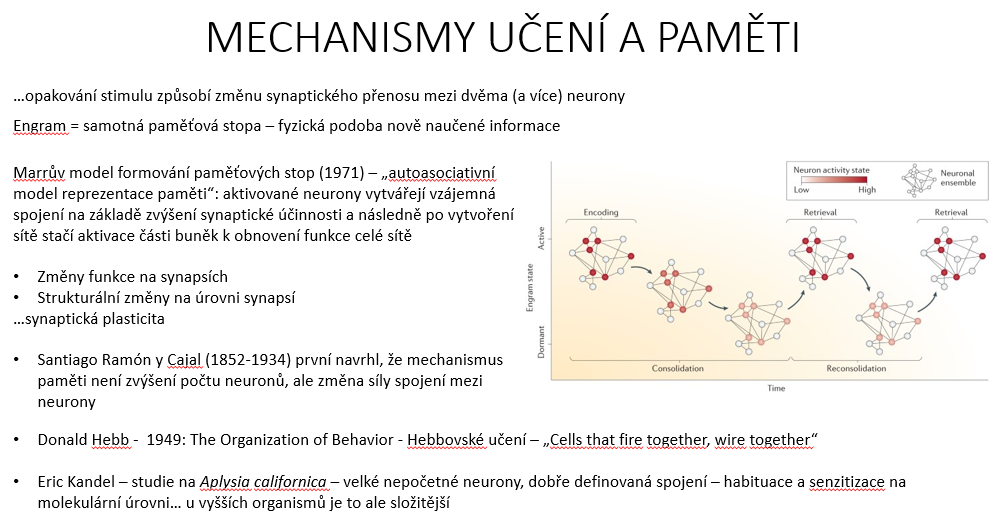 MECHANISMY UČENÍ A PAMĚTI
…opakování stimulu způsobí změnu synaptického přenosu mezi dvěma (a více) neurony
Engram = samotná paměťová stopa – fyzická podoba nově naučené informace
Marrův model formování paměťových stop (1971) – „autoasociativní
model reprezentace paměti“: aktivované neurony vytvářejí vzájemná
spojení na základě zvýšení synaptické účinnosti a následně po vytvoření
sítě stačí aktivace části buněk k obnovení funkce celé sítě
• Změny funkce na synapsích
• Strukturální změny na úrovni synapsí
…synaptická plasticita
• Santiago Ramón y Cajal (1852-1934) první navrhl, že mechanismus
paměti není zvýšení počtu neuronů, ale změna síly spojení mezi
neurony
• Donald Hebb - 1949: The Organization of Behavior - Hebbovské učení – „Cells that fire together, wire together“
• Eric Kandel – studie na Aplysia californica – velké nepočetné neurony, dobře definovaná spojení – habituace a senzitizace na
molekulární úrovni… u vyšších organismů je to ale složitější
Neuron activity state
Low High
Neuronal
ensemble
Encoding
Retrieval
Retrieval
Active
Engram state
Dormant
Consolidation
Reconsolidation
Time